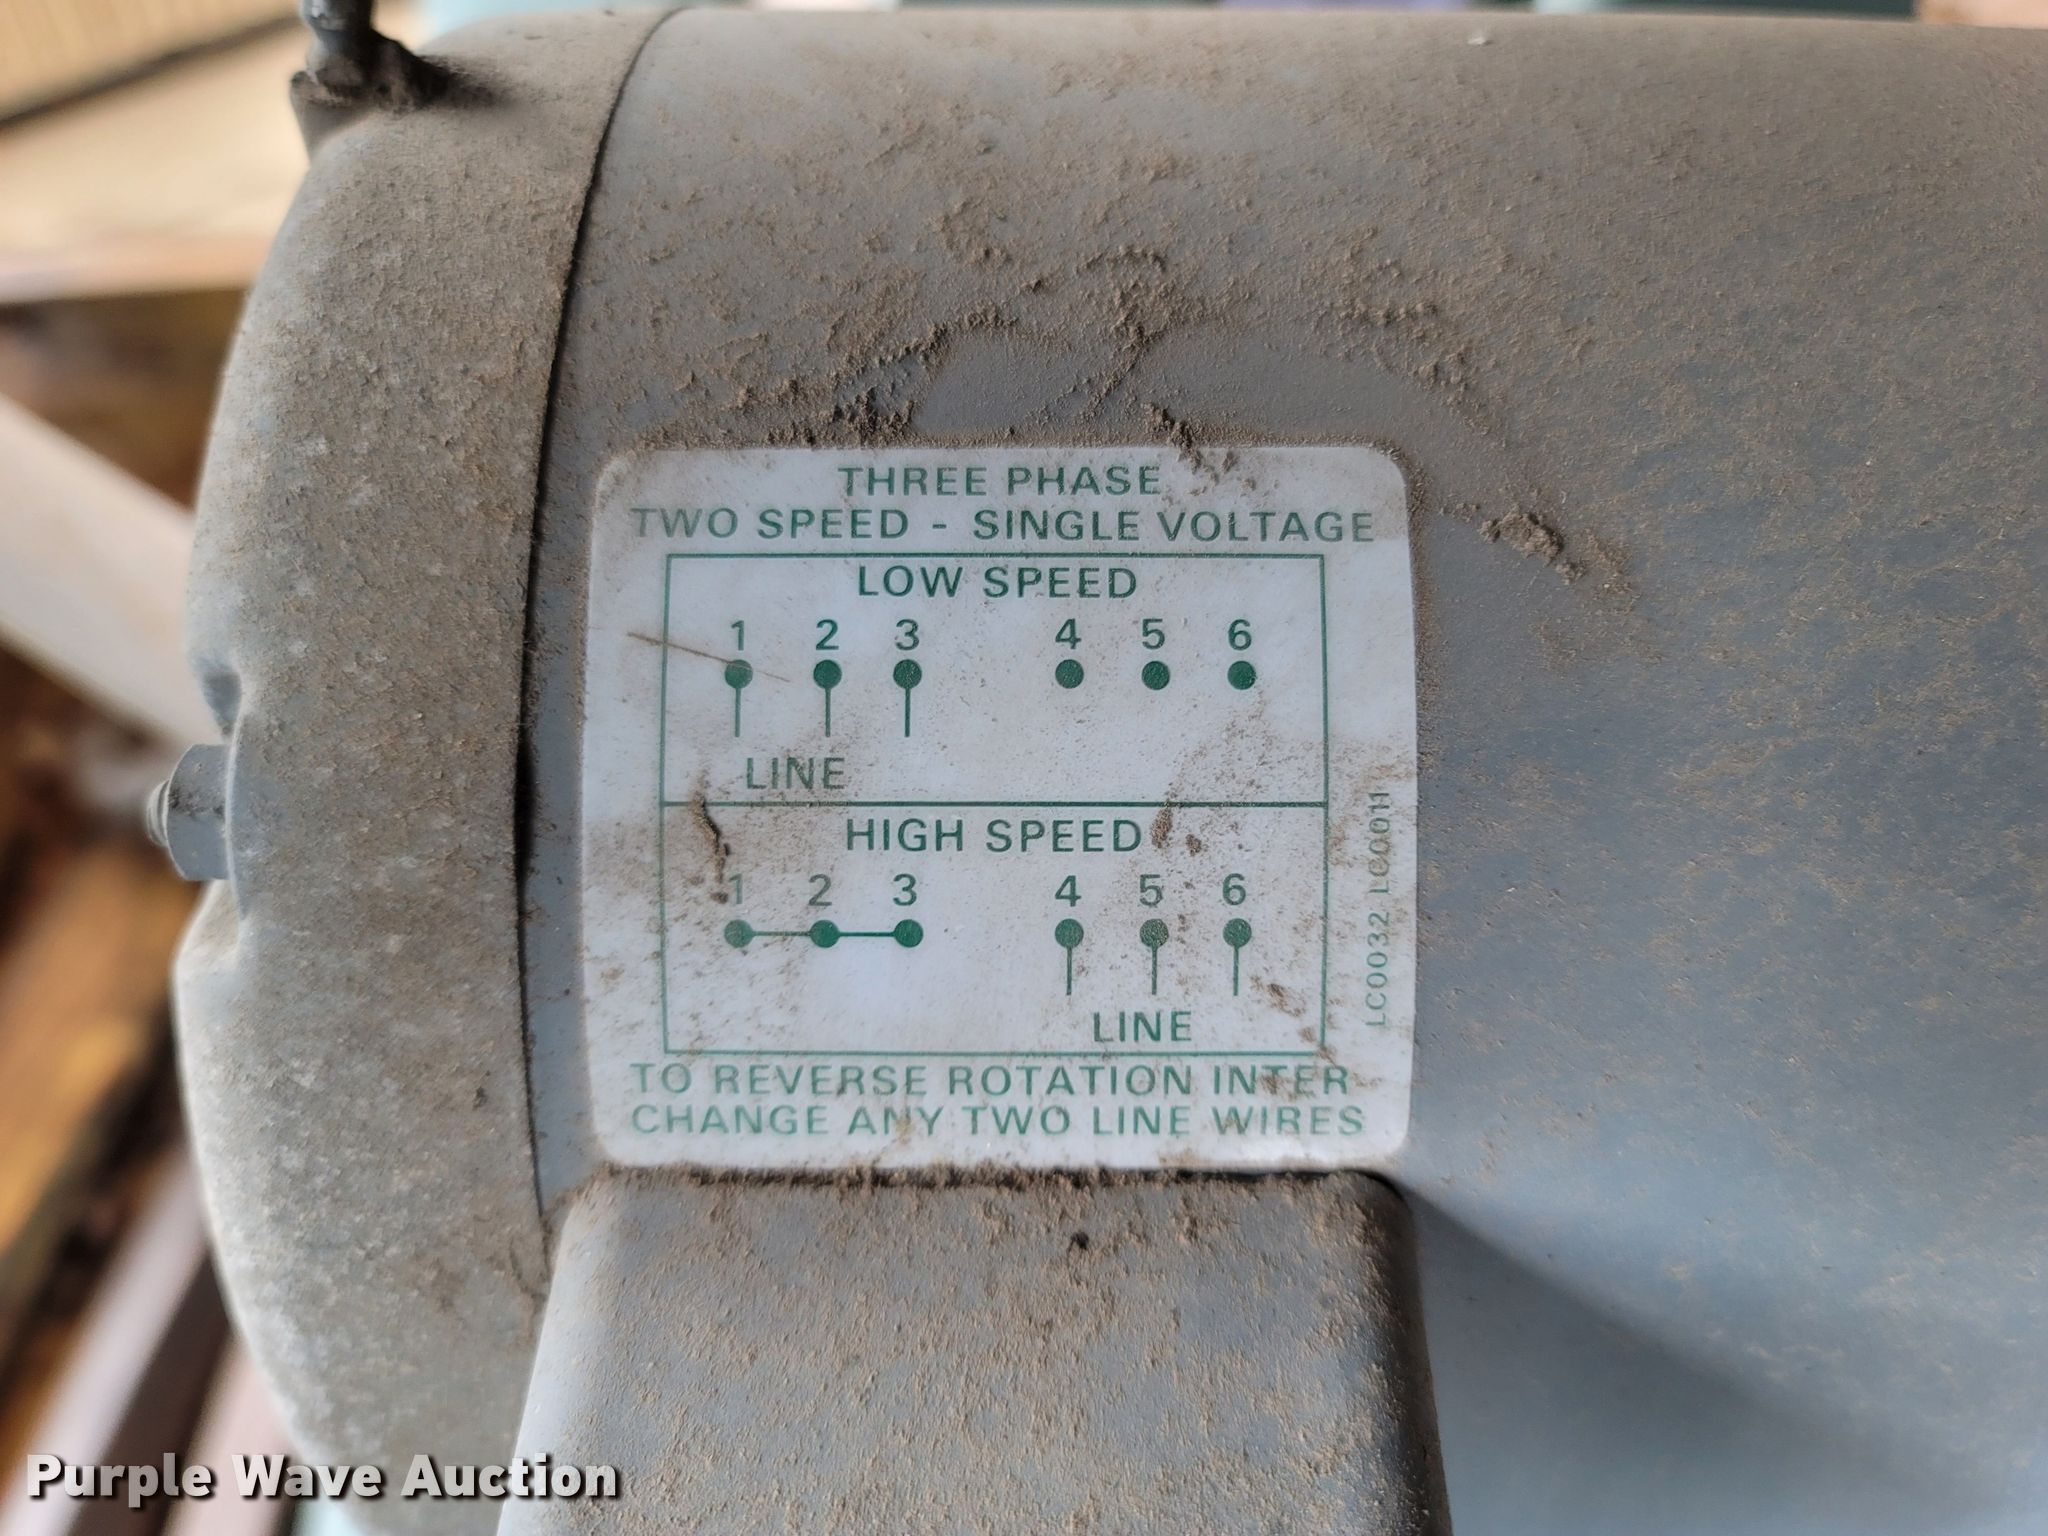 THREE PHASE
TWO SPEED - SINGLE VOLTAGE
LOW SPEED
1 2 3 4 5 6
LINE
HIGH SPEED
1 2 3 4 5 6
LINE
TO REVERSE ROTATION INTER-
CHANGE ANY TWO LINE WIRES
LC0032 LC0011
Purple Wave Auction